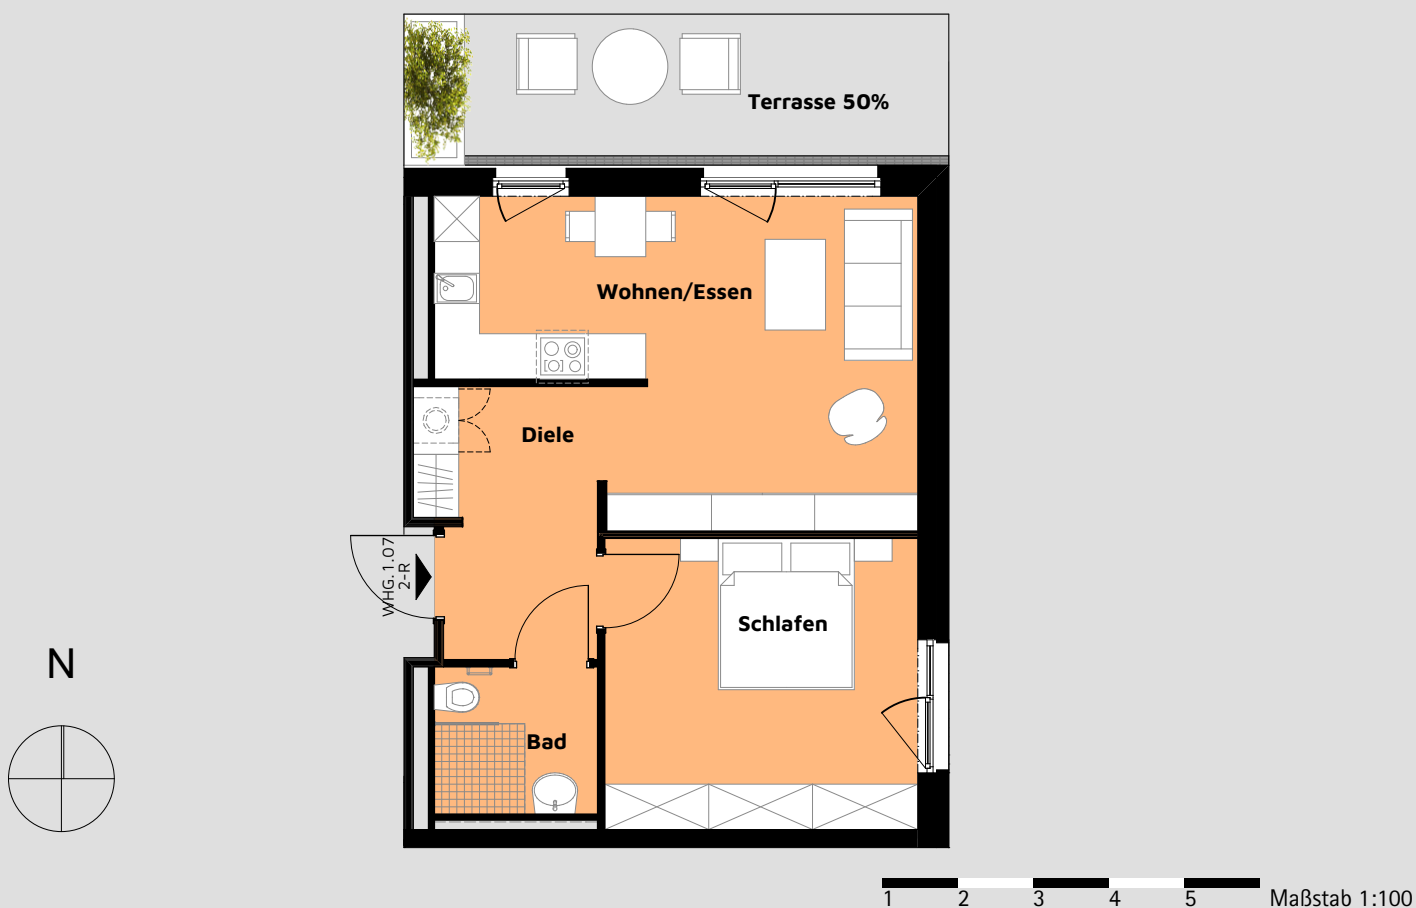 Terrasse 50%
Wohnen/Essen
Diele
WHG.1.07
2-R
Schlafen
N
Bad
1 2 3 4 5 Maßstab 1:100